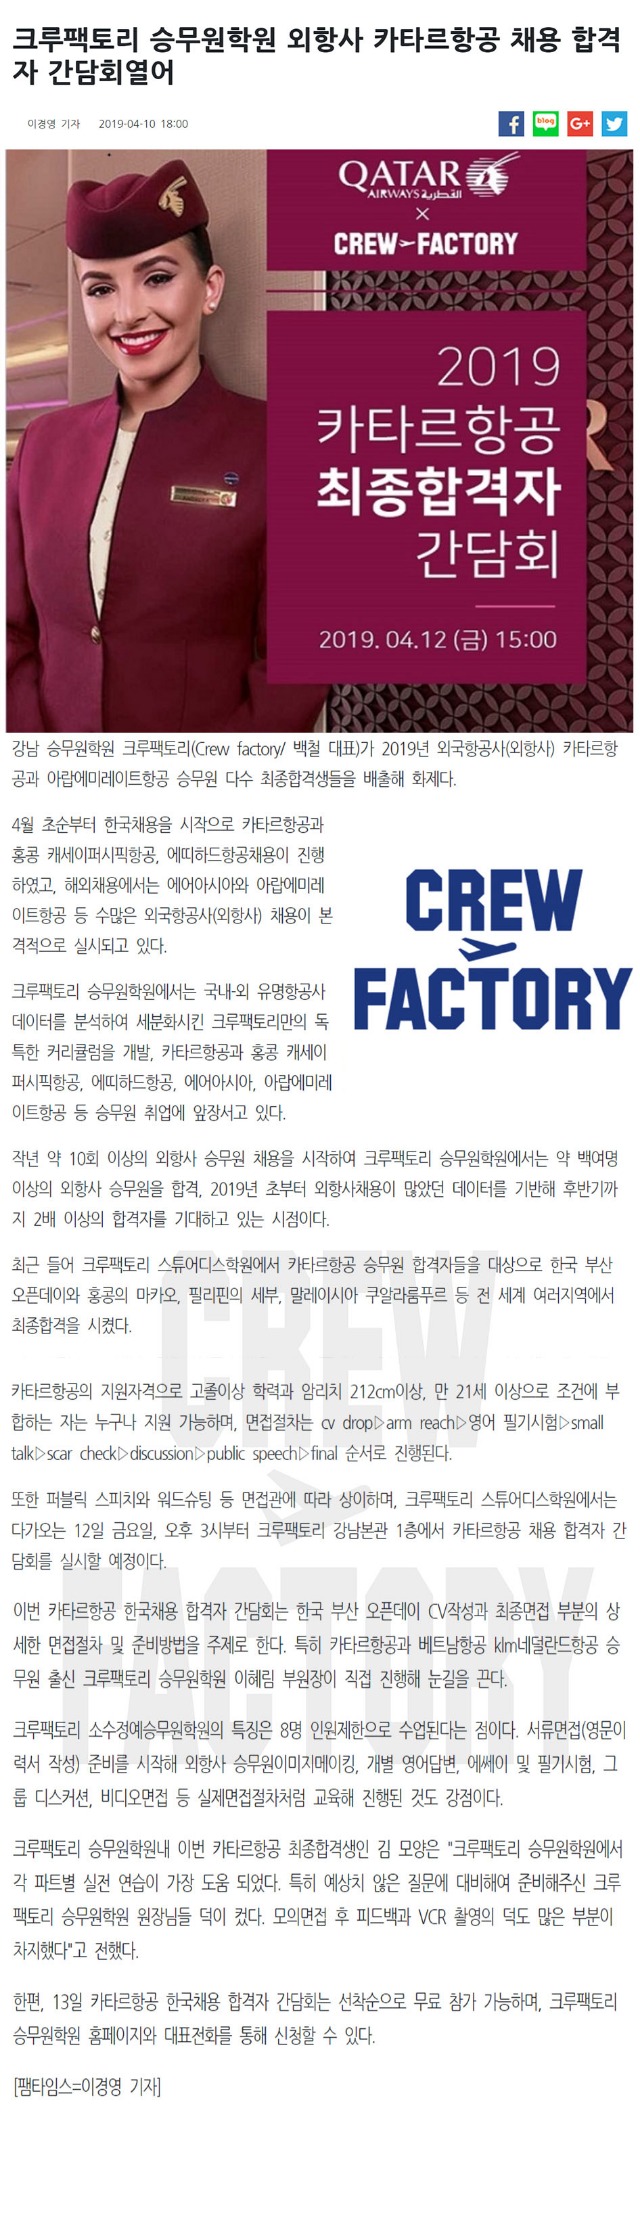 크루팩토리 승무원학원 외항사 카타르항공 채용 합격
자 간담회열어
이경영 기자 2019-04-10 18:00
f
blog
G+
QATAR
AIRWAYS القطرية
×
CREW FACTORY
2019
카타르항공
최종합격자
간담회
2019. 04.12 (금) 15:00
R
강남 승무원학원 크루팩토리(Crew factory/ 백철 대표)가 2019년 외국항공사(외항사) 카타르항
공과 아랍에미레이트항공 승무원 다수 최종합격생들을 배출해 화제다.
4월 초순부터 한국채용을 시작으로 카타르항공과
홍콩 캐세이퍼시픽항공, 에띠하드항공채용이 진행
하였고, 해외채용에서는 에어아시아와 아랍에미레
이트항공 등 수많은 외국항공사(외항사) 채용이 본
격적으로 실시되고 있다.
CREW
FACTORY
크루팩토리 승무원학원에서는 국내-외 유명항공사
데이터를 분석하여 세분화시킨 크루팩토리만의 독
특한 커리큘럼을 개발, 카타르항공과 홍콩 캐세이
퍼시픽항공, 에띠하드항공, 에어아시아, 아랍에미레
이트항공 등 승무원 취업에 앞장서고 있다.
작년 약 10회 이상의 외항사 승무원 채용을 시작하여 크루팩토리 승무원학원에서는 약 백여명
이상의 외항사 승무원을 합격, 2019년 초부터 외항사채용이 많았던 데이터를 기반해 후반기까
지 2배 이상의 합격자를 기대하고 있는 시점이다.
최근 들어 크루팩토리 스튜어디스학원에서 카타르항공 승무원 합격자들을 대상으로 한국 부산
오픈데이와 홍콩의 마카오, 필리핀의 세부, 말레이시아 쿠알라룸푸르 등 전 세계 여러지역에서
최종합격을 시켰다.
카타르항공의 지원자격으로 고졸이상 학력과 암리치 212cm이상, 만 21세 이상으로 조건에 부
합하는 자는 누구나 지원 가능하며, 면접절차는 cv drop▷arm reach▷영어 필기시험▷small
talk▷scar check▷discussion▷public speech▷final 순서로 진행된다.
또한 퍼블릭 스피치와 워드슈팅 등 면접관에 따라 상이하며, 크루팩토리 스튜어디스학원에서는
다가오는 12일 금요일, 오후 3시부터 크루팩토리 강남본관 1층에서 카타르항공 채용 합격자 간
담회를 실시할 예정이다.
이번 카타르항공 한국채용 합격자 간담회는 한국 부산 오픈데이 CV작성과 최종면접 부분의 상
세한 면접절차 및 준비방법을 주제로 한다. 특히 카타르항공과 베트남항공 klm네덜란드항공 승
무원 출신 크루팩토리 승무원학원 이혜림 부원장이 직접 진행해 눈길을 끈다.
크루팩토리 소수정예승무원학원의 특징은 8명 인원제한으로 수업된다는 점이다. 서류면접(영문이
력서 작성) 준비를 시작해 외항사 승무원이미지메이킹, 개별 영어답변, 에쎄이 및 필기시험, 그
룹 디스커션, 비디오면접 등 실제면접절차처럼 교육해 진행된 것도 강점이다.
크루팩토리 승무원학원내 이번 카타르항공 최종합격생인 김 모양은 "크루팩토리 승무원학원에서
각 파트별 실전 연습이 가장 도움 되었다. 특히 예상치 않은 질문에 대비해여 준비해주신 크루
팩토리 승무원학원 원장님들 덕이 컸다. 모의면접 후 피드백과 VCR 촬영의 덕도 많은 부분이
차지했다"고 전했다.
한편, 13일 카타르항공 한국채용 합격자 간담회는 선착순으로 무료 참가 가능하며, 크루팩토리
승무원학원 홈페이지와 대표전화를 통해 신청할 수 있다.
[팸타임스=이경영 기자]
CREW
FACTORY